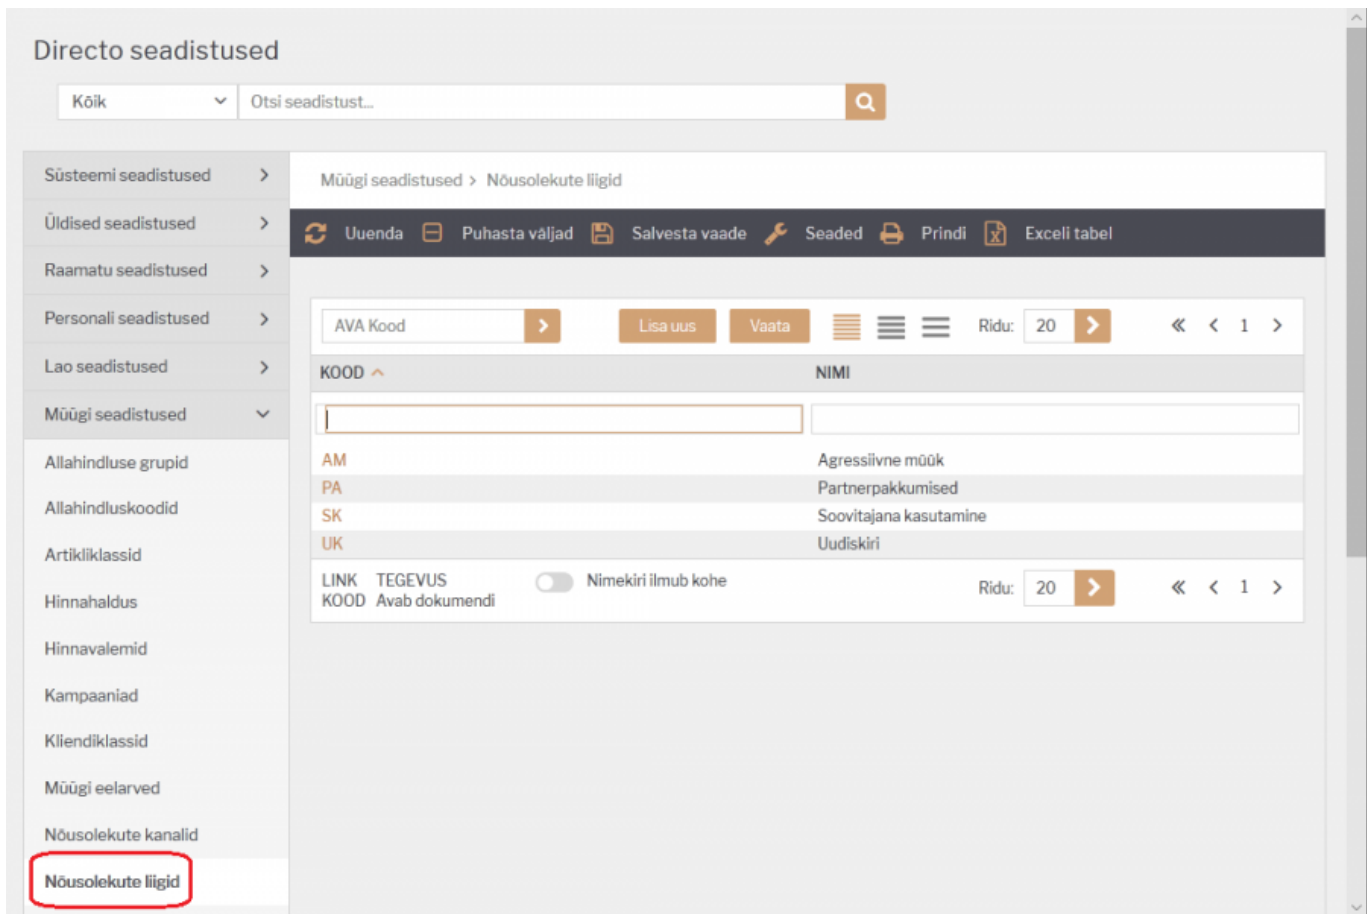 Directo seadistused
Kõik
Otsi seadistust...
Süsteemi seadistused
Üldised seadistused
Raamatu seadistused
Personali seadistused
Lao seadistused
Müügi seadistused
Allahindluse grupid
Allahindluskoodid
Artikliklassid
Hinnahaldus
Hinnavalemid
Kampaaniad
Kliendiklassid
Müügi eelarved
Nõusolekute kanalid
Nõusolekute liigid
Müügi seadistused > Nõusolekute liigid
Uuenda Puhasta väljad Salvesta vaade Seaded Prindi Exceli tabel
AVA Kood Lisa uus Vaata Ridu: 20 1
KOOD NIMI
AM Agressiivne müük
PA Partnerpakkumised
SK Soovitajana kasutamine
UK Uudiskiri
LINK TEGEVUS Nimekiri ilmub kohe Ridu: 20 1
KOOD Avab dokumendi